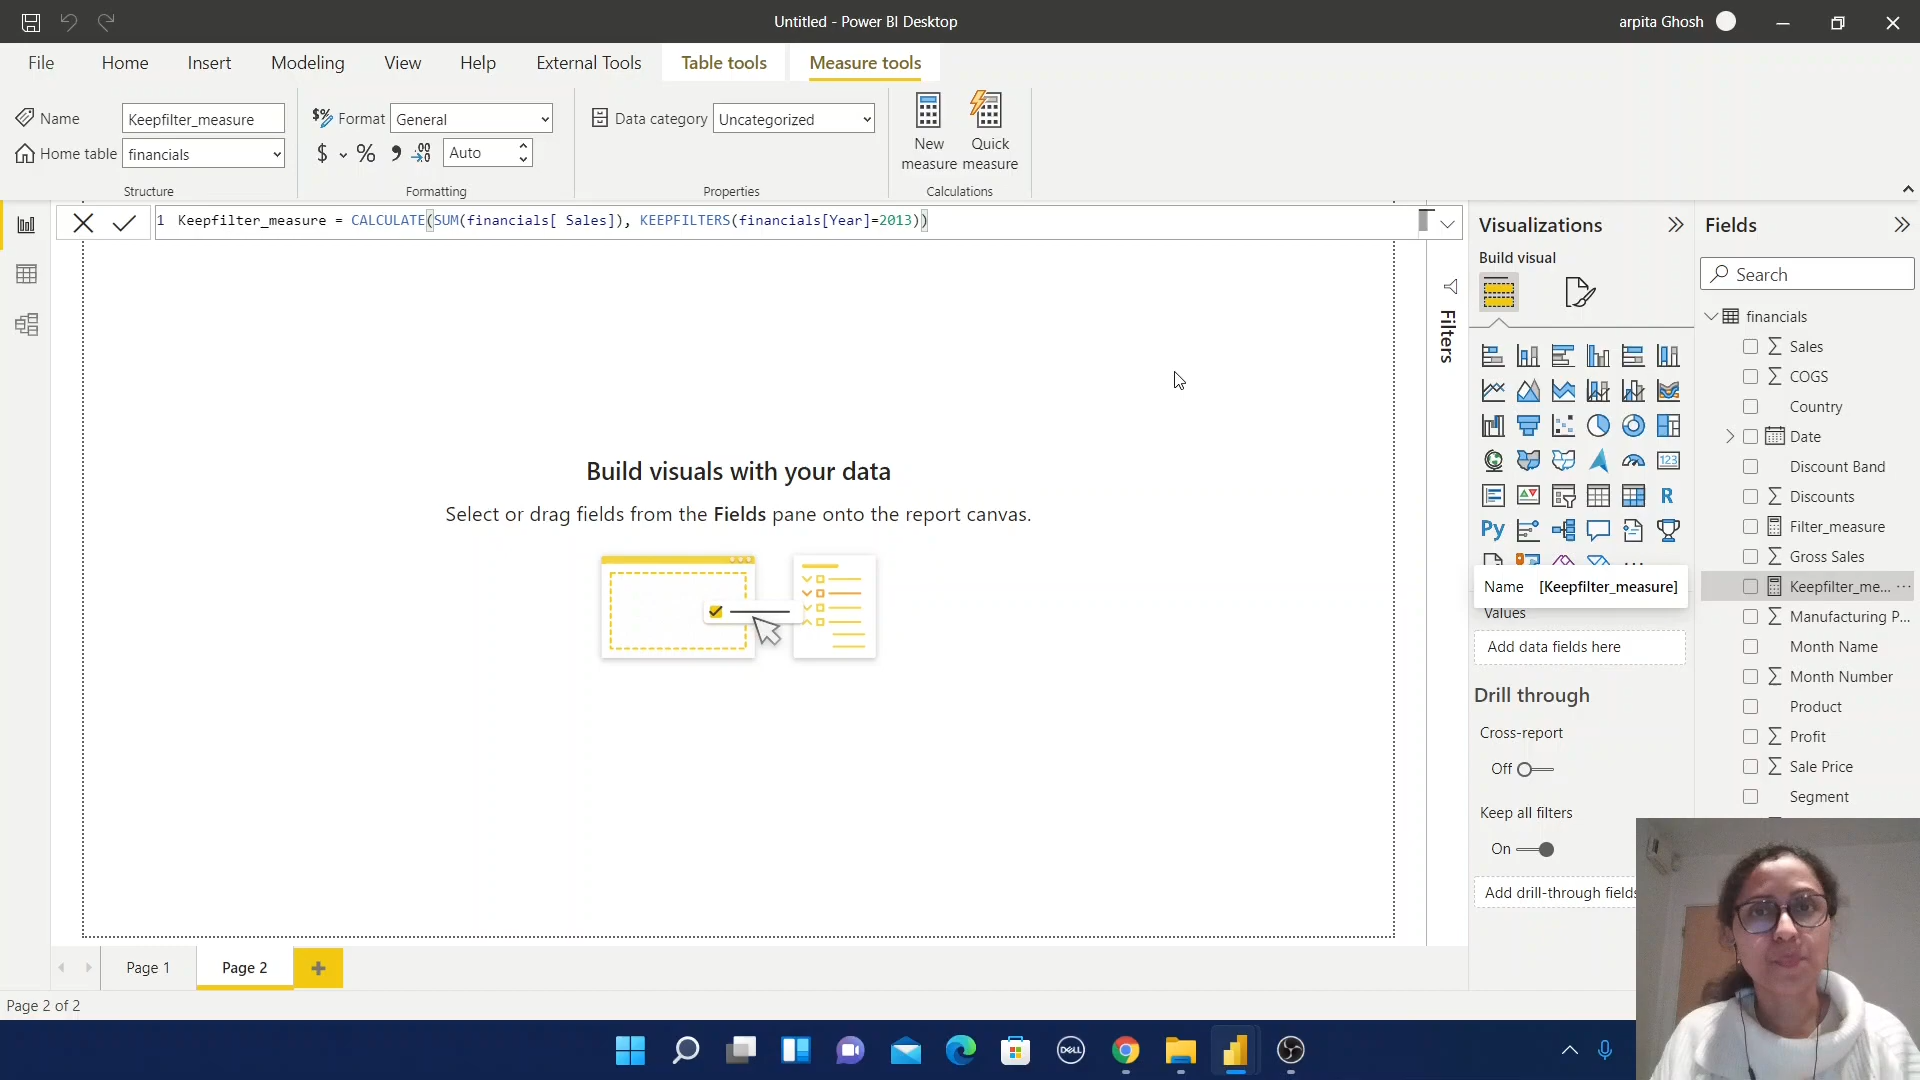 Untitled - Power BI Desktop
arpita Ghosh
File Home Insert Modeling View Help External Tools Table tools Measure tools
Name Keepfilter_measure
Home table financials
Structure
$% Format General
$ % , .00 Auto
Formatting
Data category Uncategorized
Properties
New measure
Quick measure
Calculations
1 Keepfilter_measure = CALCULATE(SUM(financials[ Sales]), KEEPFILTERS(financials[Year]=2013))
Build visuals with your data
Select or drag fields from the Fields pane onto the report canvas.
Filters
Visualizations
Build visual
123
R
Py
Name [Keepfilter_measure]
Values
Add data fields here
Drill through
Cross-report
Off
Keep all filters
On
Add drill-through fields
Fields
Search
financials
Sales
COGS
Country
Date
Discount Band
Discounts
Filter_measure
Gross Sales
Keepfilter_me...
Manufacturing P...
Month Name
Month Number
Product
Profit
Sale Price
Segment
Page 1
Page 2
Page 2 of 2
DELL